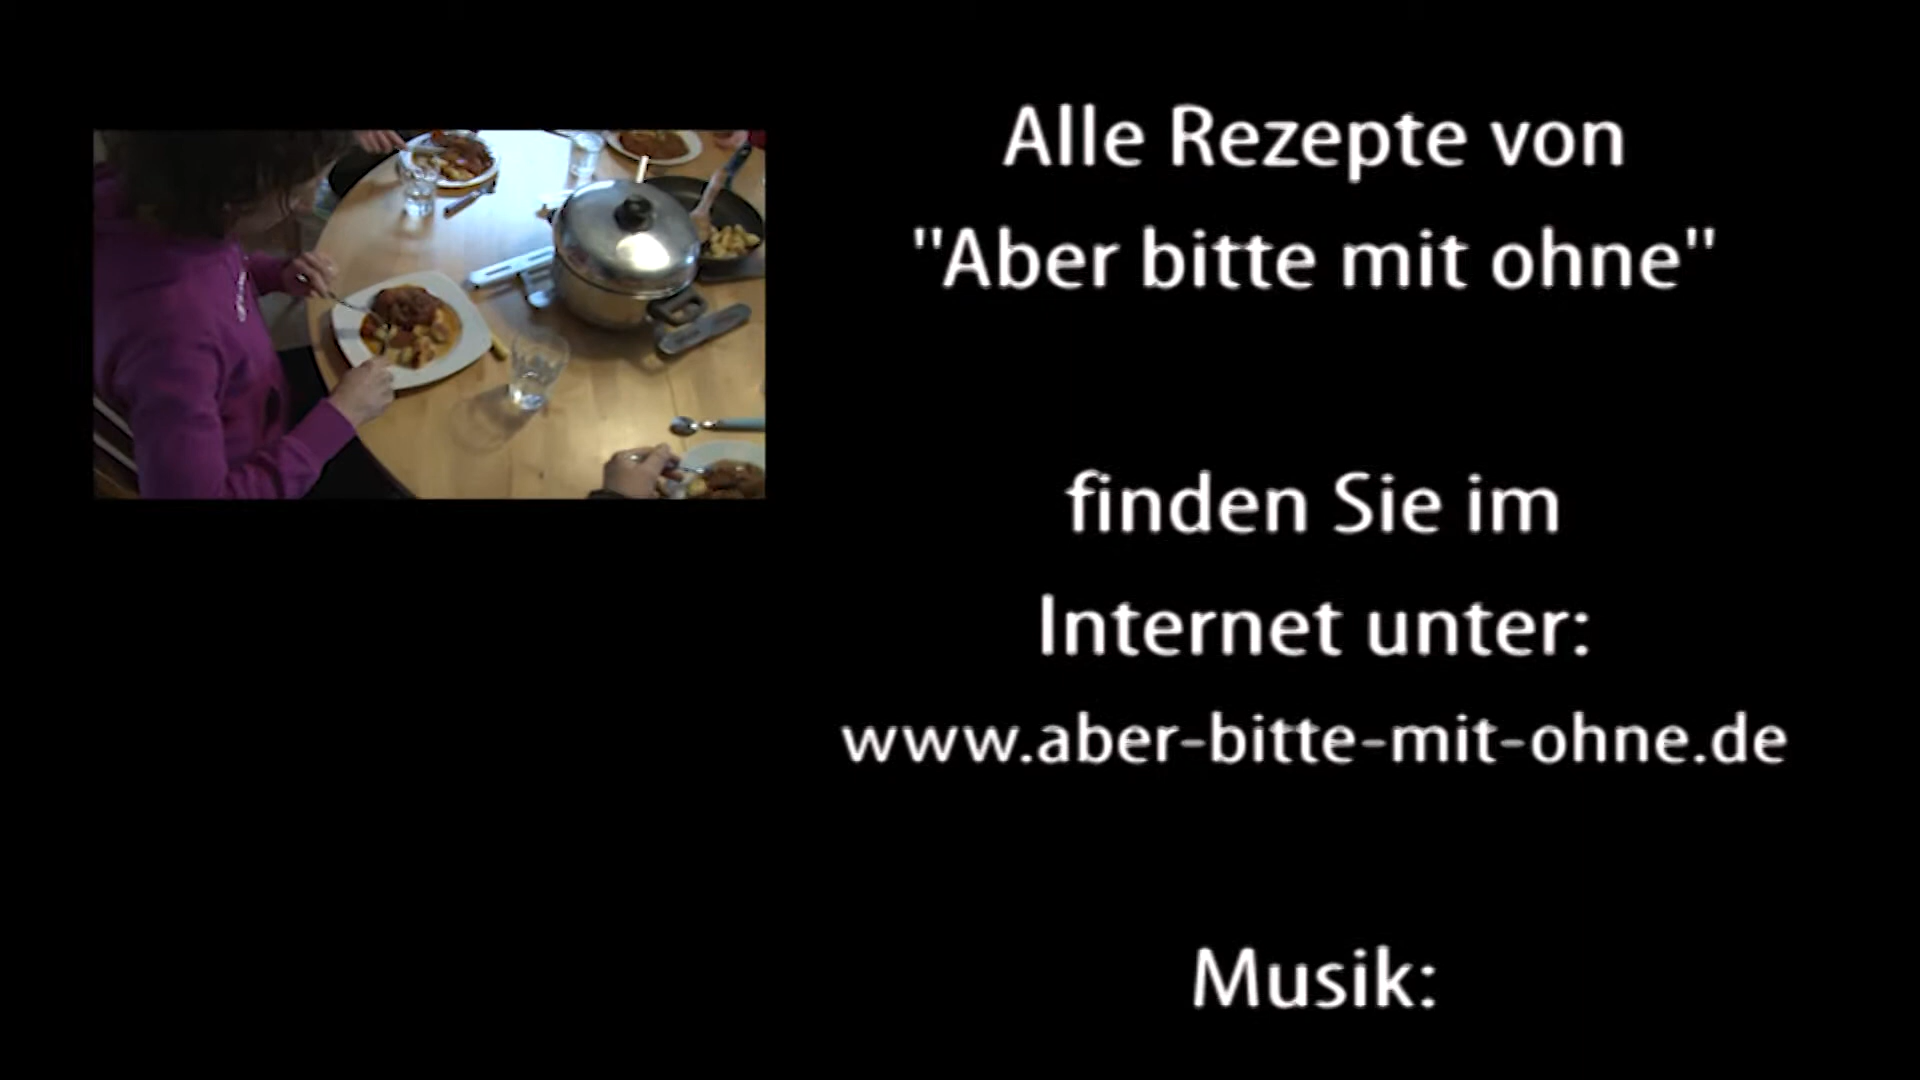 Alle Rezepte von
"Aber bitte mit ohne"
finden Sie im
Internet unter:
www.aber-bitte-mit-ohne.de
Musik: